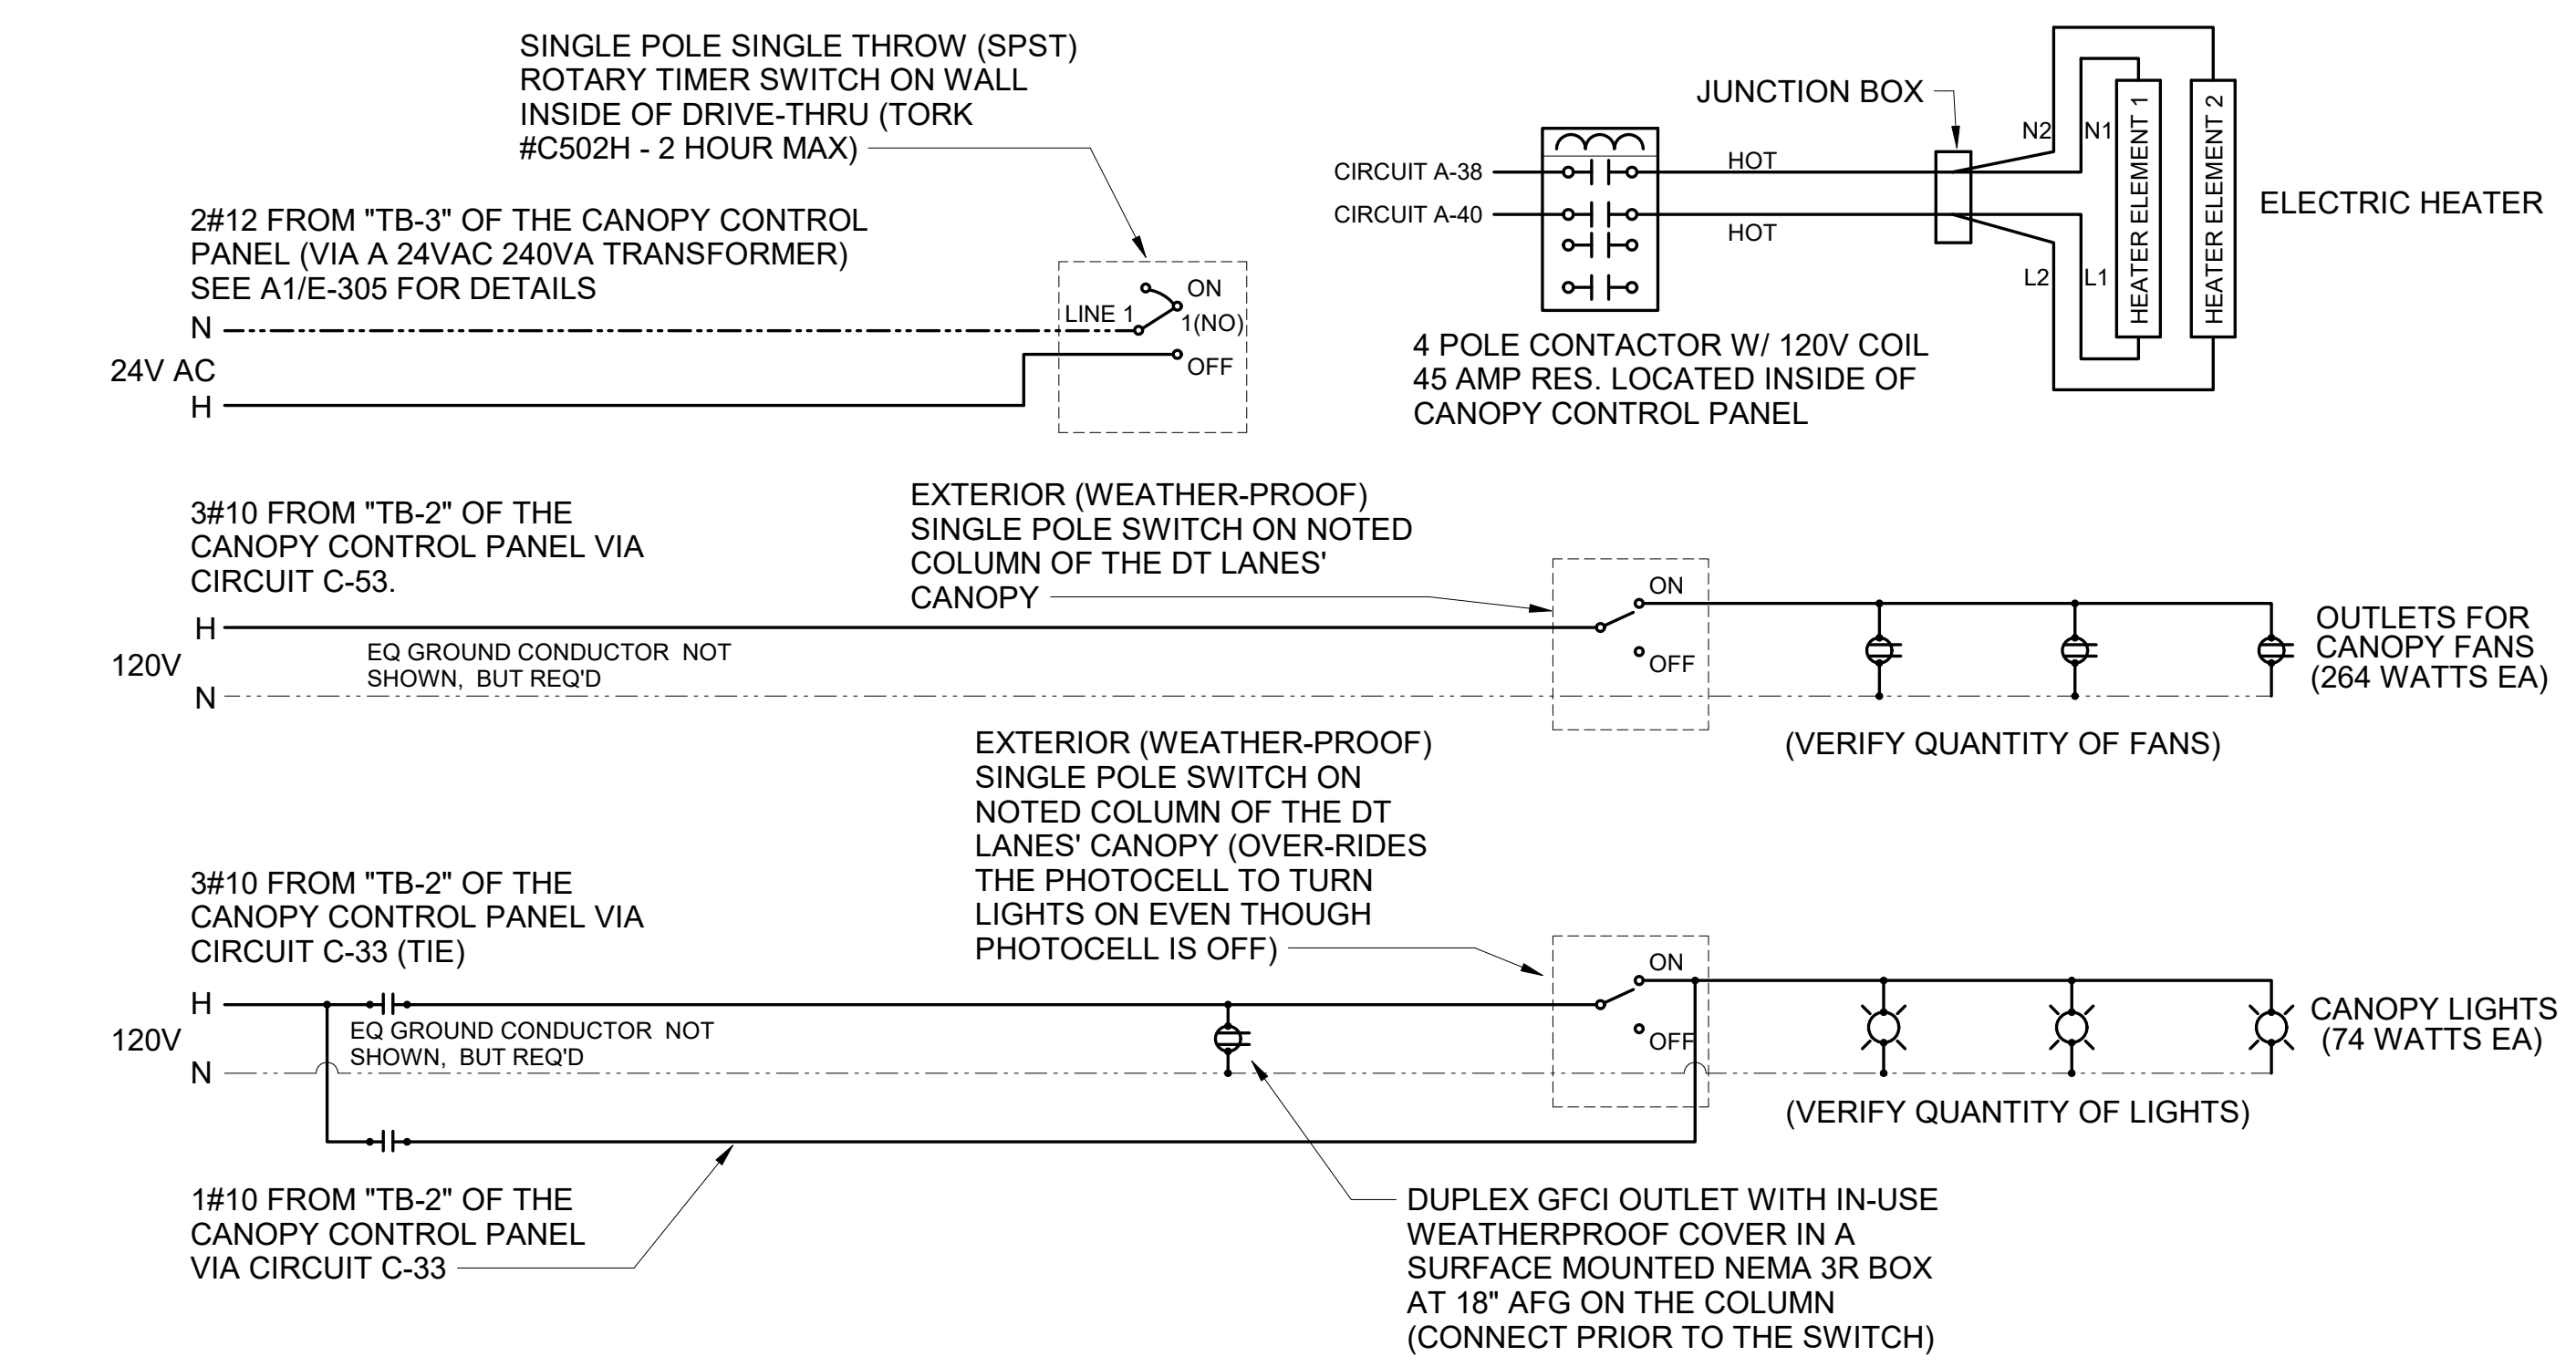 SINGLE POLE SINGLE THROW (SPST)
ROTARY TIMER SWITCH ON WALL
INSIDE OF DRIVE-THRU (TORK
#C502H - 2 HOUR MAX)
2#12 FROM "TB-3" OF THE CANOPY CONTROL
PANEL (VIA A 24VAC 240VA TRANSFORMER)
SEE A1/E-305 FOR DETAILS
N
24V AC
H
LINE 1
ON
1(NO)
OFF
JUNCTION BOX
CIRCUIT A-38
CIRCUIT A-40
HOT
HOT
N2
N1
L2
L1
HEATER ELEMENT 1
HEATER ELEMENT 2
ELECTRIC HEATER
4 POLE CONTACTOR W/ 120V COIL
45 AMP RES. LOCATED INSIDE OF
CANOPY CONTROL PANEL
3#10 FROM "TB-2" OF THE
CANOPY CONTROL PANEL VIA
CIRCUIT C-53.
H
120V
N
EQ GROUND CONDUCTOR NOT
SHOWN, BUT REQ'D
EXTERIOR (WEATHER-PROOF)
SINGLE POLE SWITCH ON NOTED
COLUMN OF THE DT LANES'
CANOPY
ON
OFF
OUTLETS FOR
CANOPY FANS
(264 WATTS EA)
(VERIFY QUANTITY OF FANS)
EXTERIOR (WEATHER-PROOF)
SINGLE POLE SWITCH ON
NOTED COLUMN OF THE DT
LANES' CANOPY (OVER-RIDES
THE PHOTOCELL TO TURN
LIGHTS ON EVEN THOUGH
PHOTOCELL IS OFF)
3#10 FROM "TB-2" OF THE
CANOPY CONTROL PANEL VIA
CIRCUIT C-33 (TIE)
H
120V
N
EQ GROUND CONDUCTOR NOT
SHOWN, BUT REQ'D
ON
OFF
CANOPY LIGHTS
(74 WATTS EA)
(VERIFY QUANTITY OF LIGHTS)
1#10 FROM "TB-2" OF THE
CANOPY CONTROL PANEL
VIA CIRCUIT C-33
DUPLEX GFCI OUTLET WITH IN-USE
WEATHERPROOF COVER IN A
SURFACE MOUNTED NEMA 3R BOX
AT 18" AFG ON THE COLUMN
(CONNECT PRIOR TO THE SWITCH)